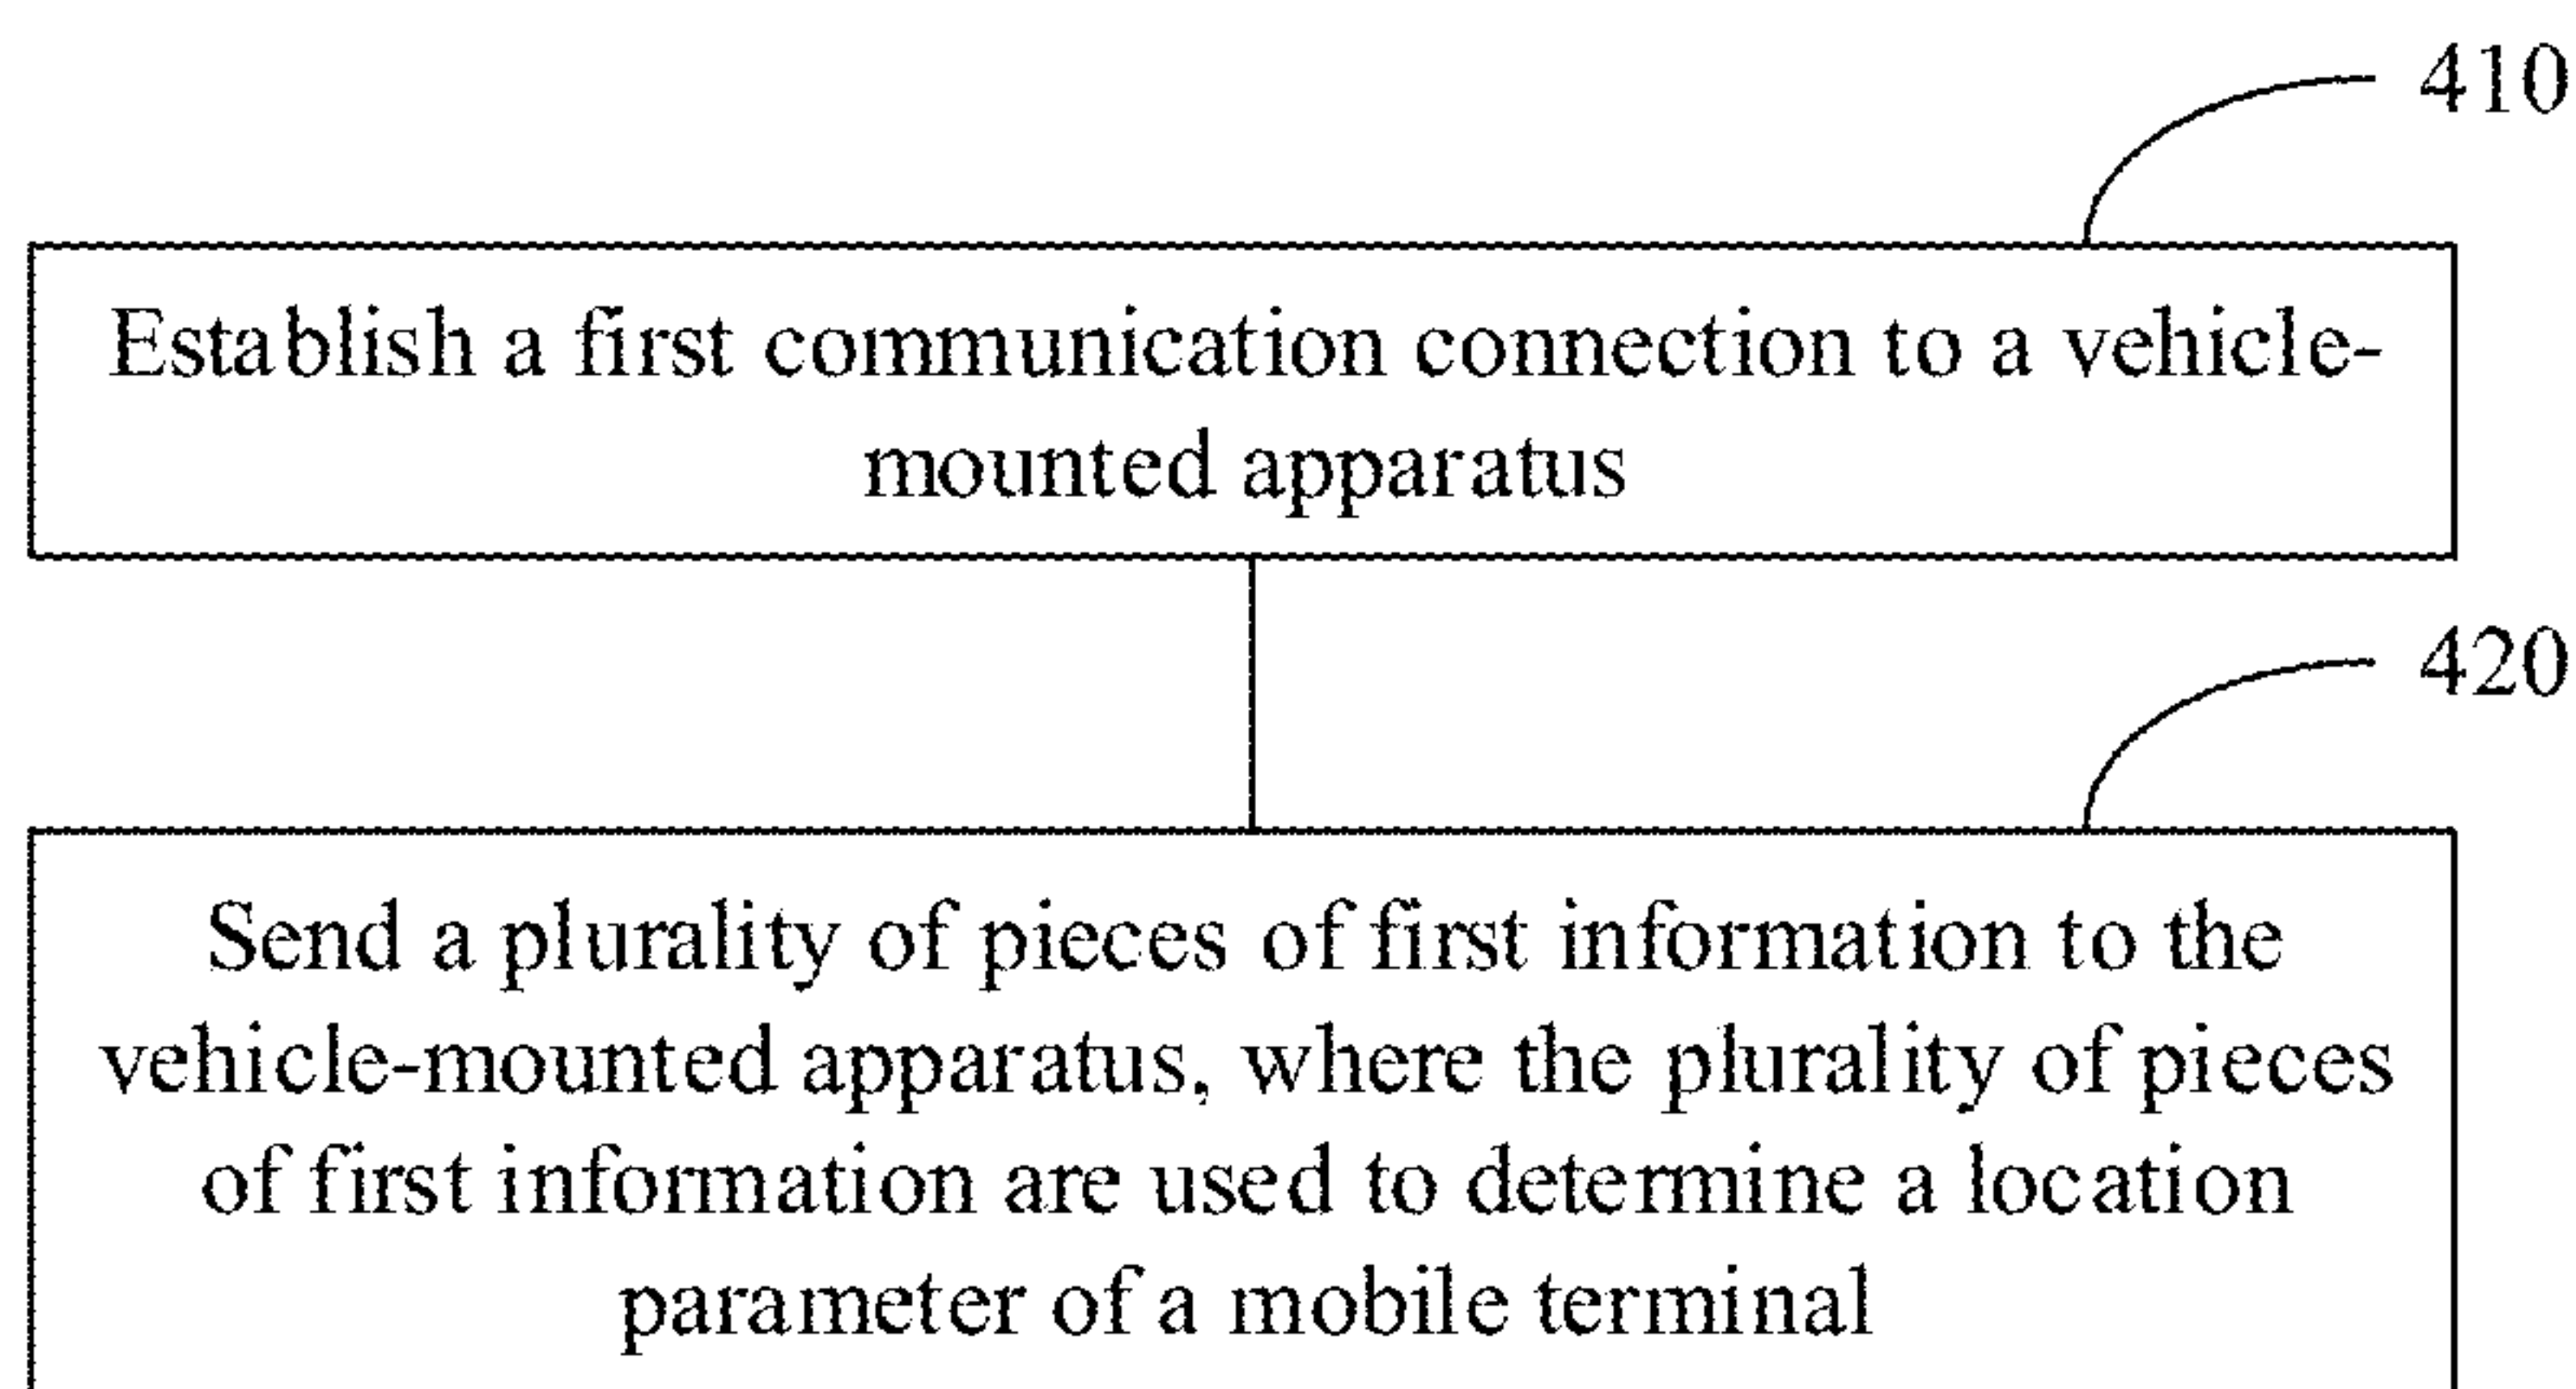 410
Establish a first communication connection to a vehicle-
mounted apparatus
420
Send a plurality of pieces of first information to the
vehicle-mounted apparatus, where the plurality of pieces
of first information are used to determine a location
parameter of a mobile terminal